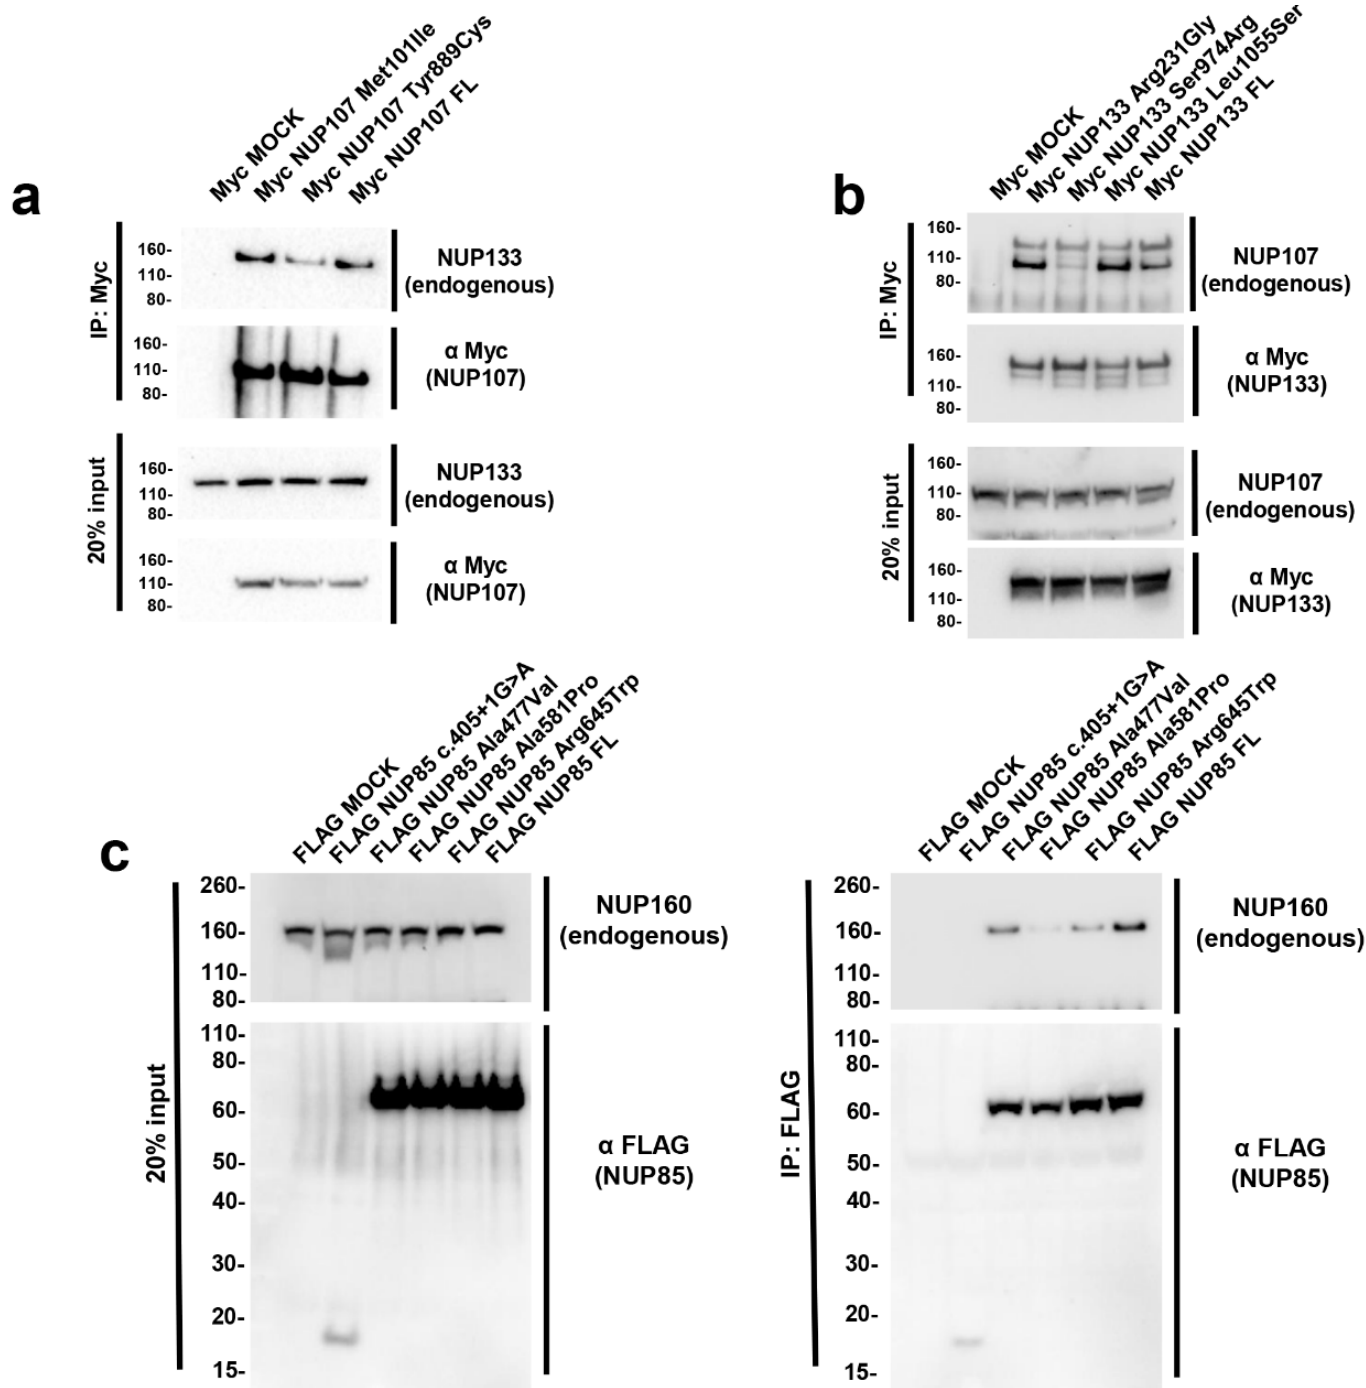 a
Myc MOCK
Myc NUP107 Met101Ile
Myc NUP107 Tyr889Cys
Myc NUP107 FL
IP: Myc
160-
110-
80-
NUP133
(endogenous)
160-
110-
80-
α Myc
(NUP107)
20% input
160-
110-
80-
NUP133
(endogenous)
160-
110-
80-
α Myc
(NUP107)
b
Myc MOCK
Myc NUP133 Arg231Gly
Myc NUP133 Ser974Arg
Myc NUP133 Leu1055Ser
Myc NUP133 FL
IP: Myc
160-
110-
80-
NUP107
(endogenous)
160-
110-
80-
α Myc
(NUP133)
20% input
160-
110-
80-
NUP107
(endogenous)
160-
110-
80-
α Myc
(NUP133)
c
FLAG MOCK
FLAG NUP85 c.405+1G>A
FLAG NUP85 Ala477Val
FLAG NUP85 Ala581Pro
FLAG NUP85 Arg645Trp
FLAG NUP85 FL
20% input
260-
160-
110-
80-
NUP160
(endogenous)
110-
80-
60-
50-
40-
30-
20-
15-
α FLAG
(NUP85)
FLAG MOCK
FLAG NUP85 c.405+1G>A
FLAG NUP85 Ala477Val
FLAG NUP85 Ala581Pro
FLAG NUP85 Arg645Trp
FLAG NUP85 FL
IP: FLAG
260-
160-
110-
80-
NUP160
(endogenous)
110-
80-
60-
50-
40-
30-
20-
15-
α FLAG
(NUP85)